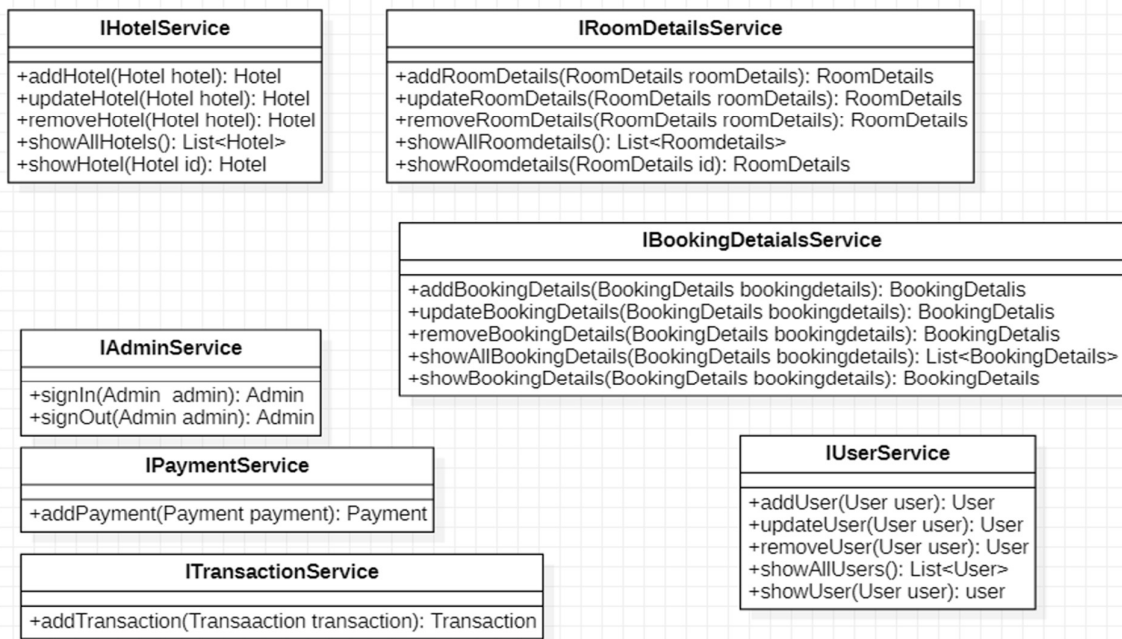 IHotelService
+addHotel(Hotel hotel): Hotel
+updateHotel(Hotel hotel): Hotel
+removeHotel(Hotel hotel): Hotel
+showAllHotels(): List<Hotel>
+showHotel(Hotel id): Hotel
IRoomDetailsService
+addRoomDetails(RoomDetails roomDetails): RoomDetails
+updateRoomDetails(RoomDetails roomDetails): RoomDetails
+removeRoomDetails(RoomDetails roomDetails): RoomDetails
+showAllRoomdetails(): List<Roomdetails>
+showRoomdetails(RoomDetails id): RoomDetails
IBookingDetaialsService
+addBookingDetails(BookingDetails bookingdetails): BookingDetalis
+updateBookingDetails(BookingDetails bookingdetails): BookingDetalis
+removeBookingDetails(BookingDetails bookingdetails): BookingDetalis
+showAllBookingDetails(BookingDetails bookingdetails): List<BookingDetails>
+showBookingDetails(BookingDetails bookingdetails): BookingDetails
IAdminService
+signIn(Admin  admin): Admin
+signOut(Admin admin): Admin
IPaymentService
+addPayment(Payment payment): Payment
ITransactionService
+addTransaction(Transaaction transaction): Transaction
IUserService
+addUser(User user): User
+updateUser(User user): User
+removeUser(User user): User
+showAllUsers(): List<User>
+showUser(User user): user